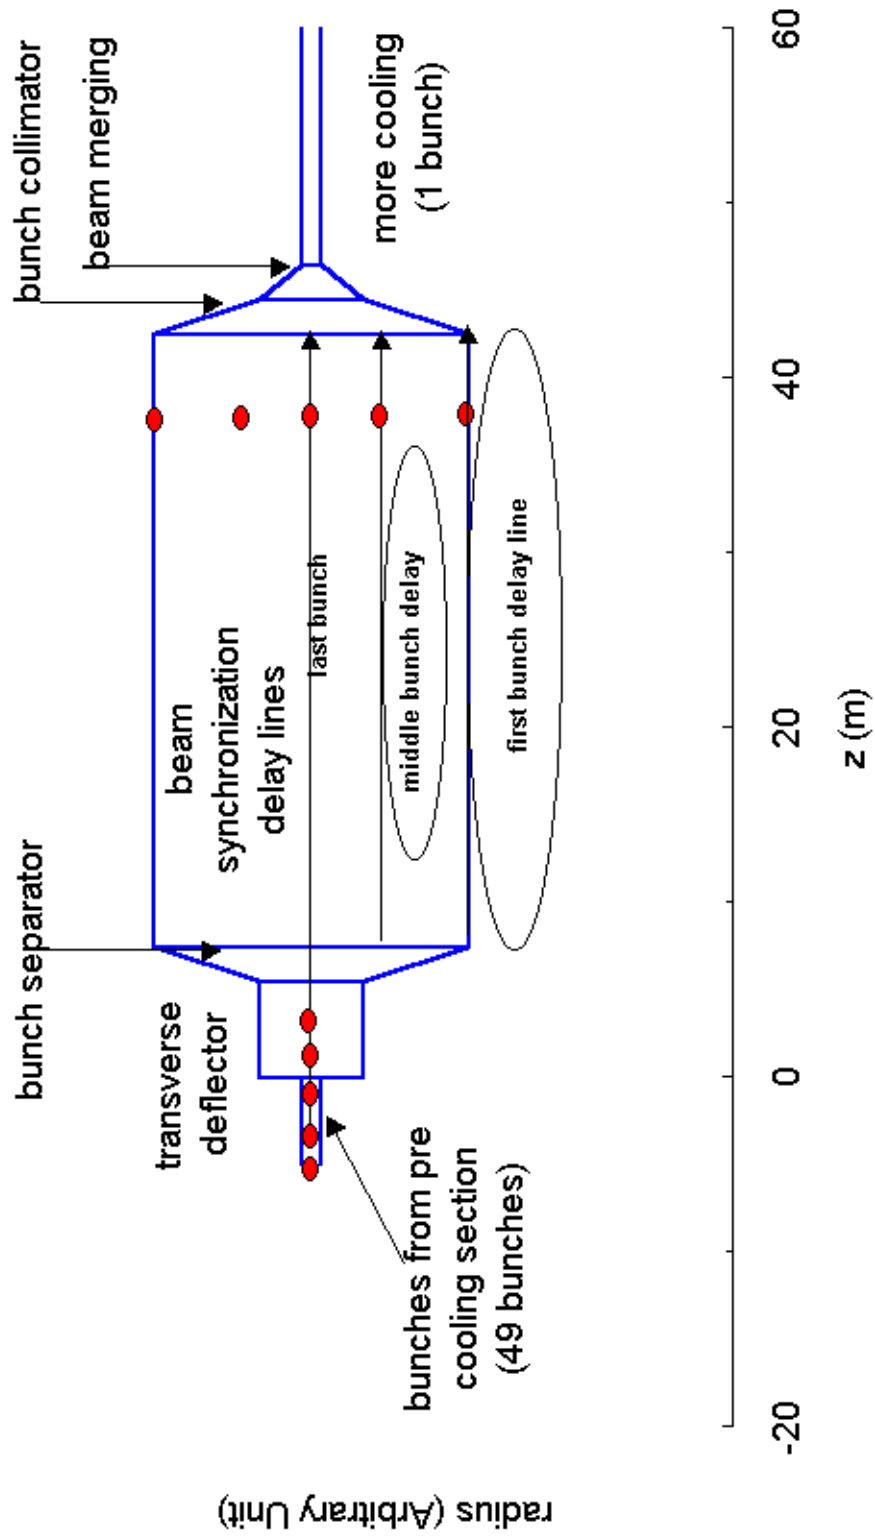 bunch collimator
beam merging
bunch separator
more cooling
(1 bunch)
transverse
deflector
beam
synchronization
delay lines
last bunch
middle bunch delay
first bunch delay line
bunches from pre
cooling section
(49 bunches)
radius (Arbitrary Unit)
-20
0
20
40
60
z (m)